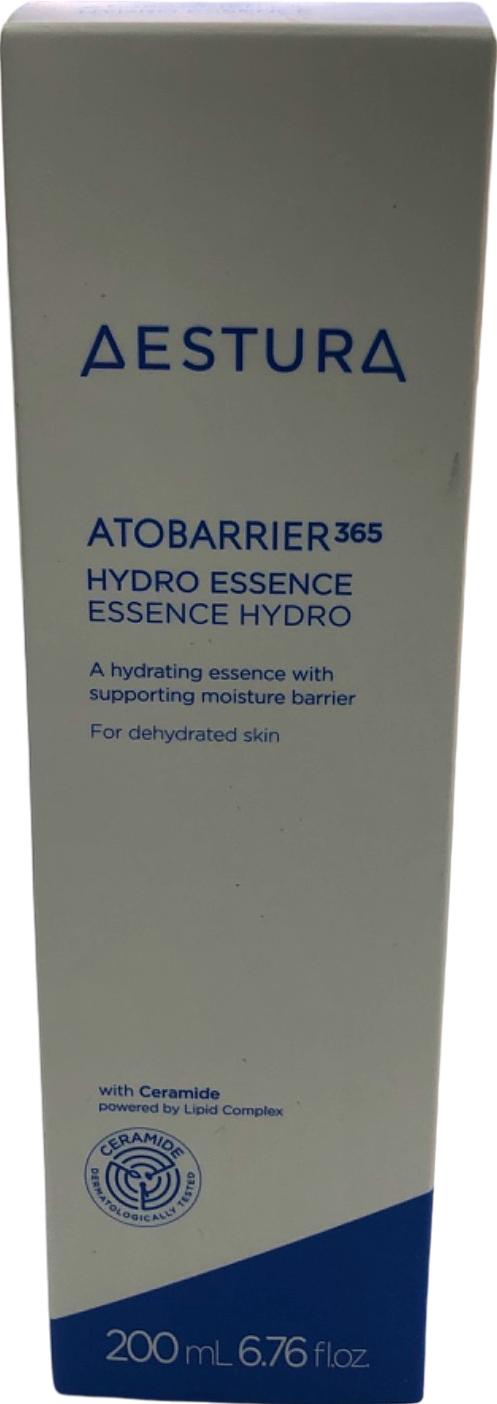 AESTURA
ATOBARRIER365
HYDRO ESSENCE
ESSENCE HYDRO
A hydrating essence with
supporting moisture barrier
For dehydrated skin
with Ceramide
powered by Lipid Complex
CERAMIDE
DERMATOLOGICALLY TESTED
200 mL 6.76 fl.oz.